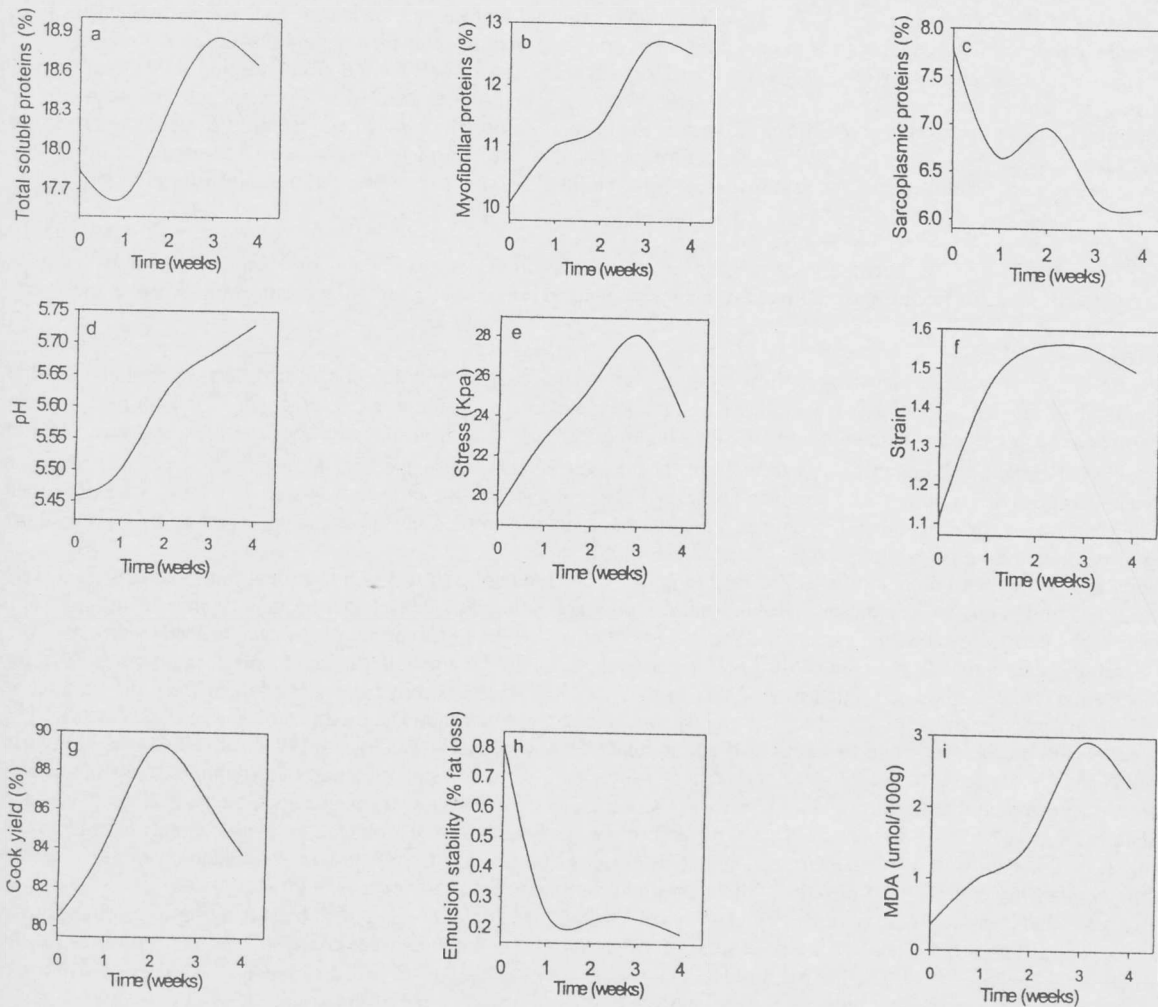 a
Total soluble proteins (%)
18.9
18.6
18.3
18.0
17.7
0 1 2 3 4
Time (weeks)
b
Myofibrillar proteins (%)
13
12
11
10
0 1 2 3 4
Time (weeks)
c
Sarcoplasmic proteins (%)
8.0
7.5
7.0
6.5
6.0
0 1 2 3 4
Time (weeks)
d
pH
5.75
5.70
5.65
5.60
5.55
5.50
5.45
0 1 2 3 4
Time (weeks)
e
Stress (Kpa)
28
26
24
22
20
0 1 2 3 4
Time (weeks)
f
Strain
1.6
1.5
1.4
1.3
1.2
1.1
0 1 2 3 4
Time (weeks)
g
Cook yield (%)
90
88
86
84
82
80
0 1 2 3 4
Time (weeks)
h
Emulsion stability (% fat loss)
0.8
0.7
0.6
0.5
0.4
0.3
0.2
0 1 2 3 4
Time (weeks)
i
MDA (umol/100g)
3
2
1
0
0 1 2 3 4
Time (weeks)